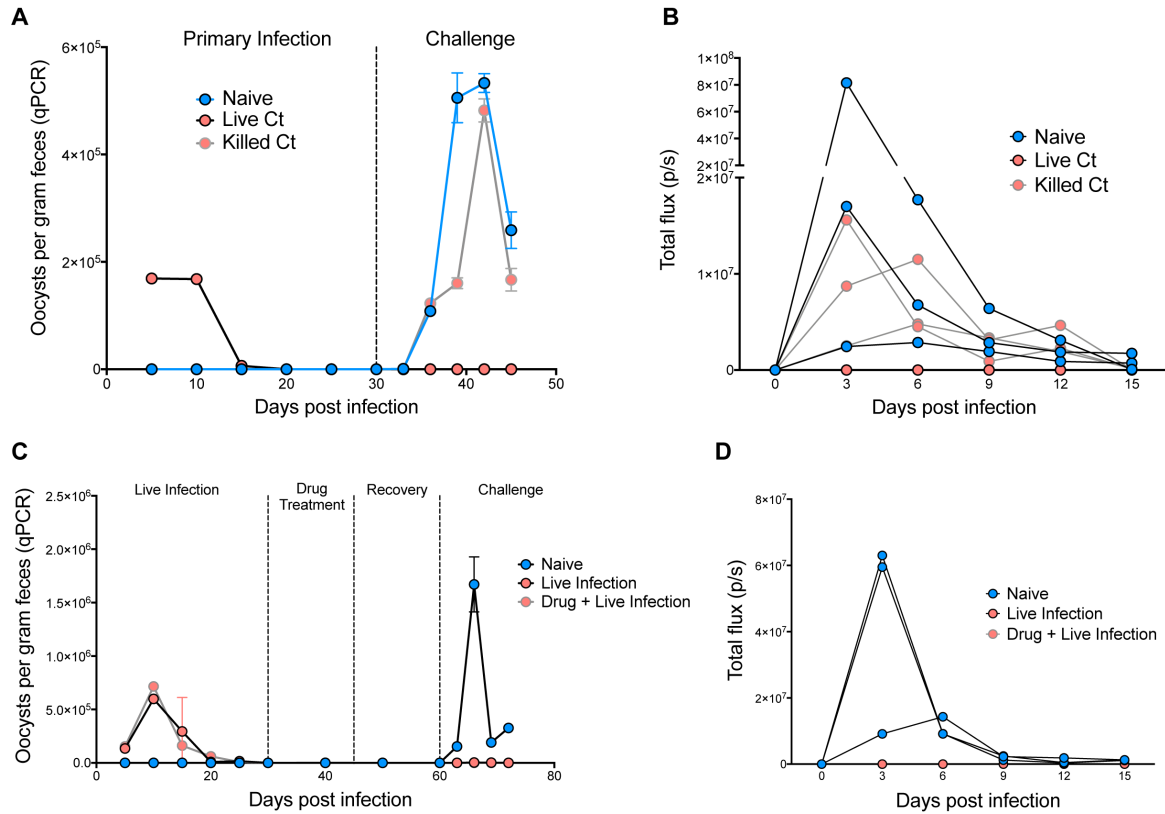 A
Primary Infection
Challenge
Naive
Live Ct
Killed Ct
6×10⁵
4×10⁵
2×10⁵
0
0
10
20
30
40
50
Oocysts per gram feces (qPCR)
Days post infection
B
1×10⁸
8×10⁷
6×10⁷
4×10⁷
2×10⁷
2×10⁷
1×10⁷
0
0
3
6
9
12
15
Naive
Live Ct
Killed Ct
Total flux (p/s)
Days post infection
C
Live Infection
Drug
Treatment
Recovery
Challenge
2.5×10⁶
2.0×10⁶
1.5×10⁶
1.0×10⁶
5.0×10⁵
0.0
0
20
40
60
80
Naive
Live Infection
Drug + Live Infection
Oocysts per gram feces (qPCR)
Days post infection
D
8×10⁷
6×10⁷
4×10⁷
2×10⁷
0
0
3
6
9
12
15
Naive
Live Infection
Drug + Live Infection
Total flux (p/s)
Days post infection